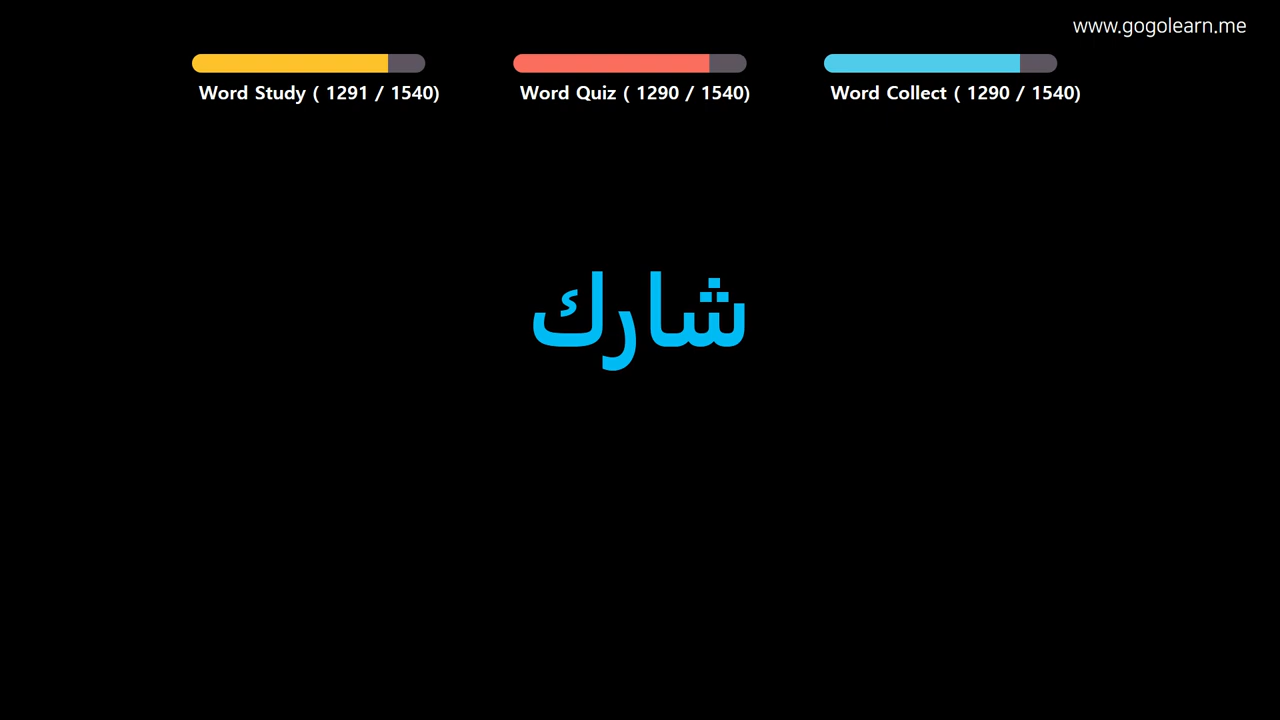 www.gogolearn.me
Word Study ( 1291 / 1540)
Word Quiz ( 1290 / 1540)
Word Collect ( 1290 / 1540)
شارك